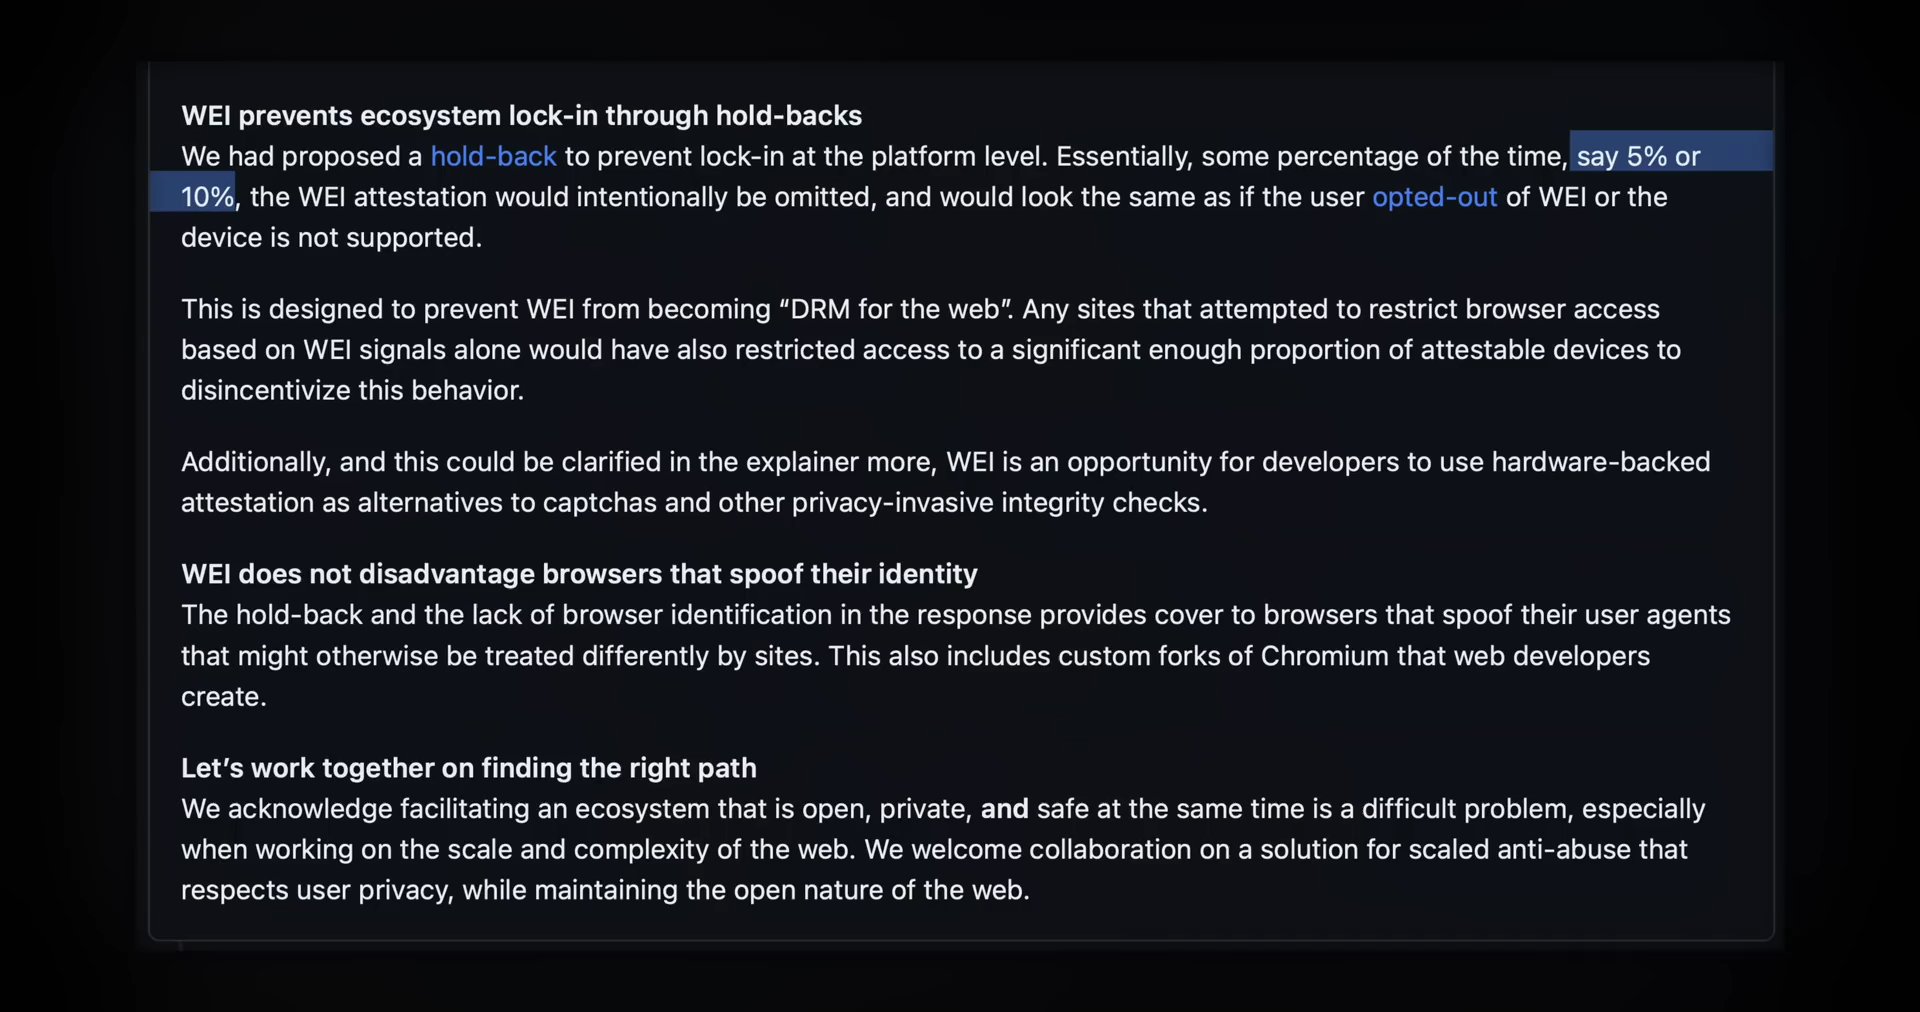 WEI prevents ecosystem lock-in through hold-backs
We had proposed a hold-back to prevent lock-in at the platform level. Essentially, some percentage of the time, say 5% or
10%, the WEI attestation would intentionally be omitted, and would look the same as if the user opted-out of WEI or the
device is not supported.
This is designed to prevent WEI from becoming “DRM for the web”. Any sites that attempted to restrict browser access
based on WEI signals alone would have also restricted access to a significant enough proportion of attestable devices to
disincentivize this behavior.
Additionally, and this could be clarified in the explainer more, WEI is an opportunity for developers to use hardware-backed
attestation as alternatives to captchas and other privacy-invasive integrity checks.
WEI does not disadvantage browsers that spoof their identity
The hold-back and the lack of browser identification in the response provides cover to browsers that spoof their user agents
that might otherwise be treated differently by sites. This also includes custom forks of Chromium that web developers
create.
Let’s work together on finding the right path
We acknowledge facilitating an ecosystem that is open, private, and safe at the same time is a difficult problem, especially
when working on the scale and complexity of the web. We welcome collaboration on a solution for scaled anti-abuse that
respects user privacy, while maintaining the open nature of the web.